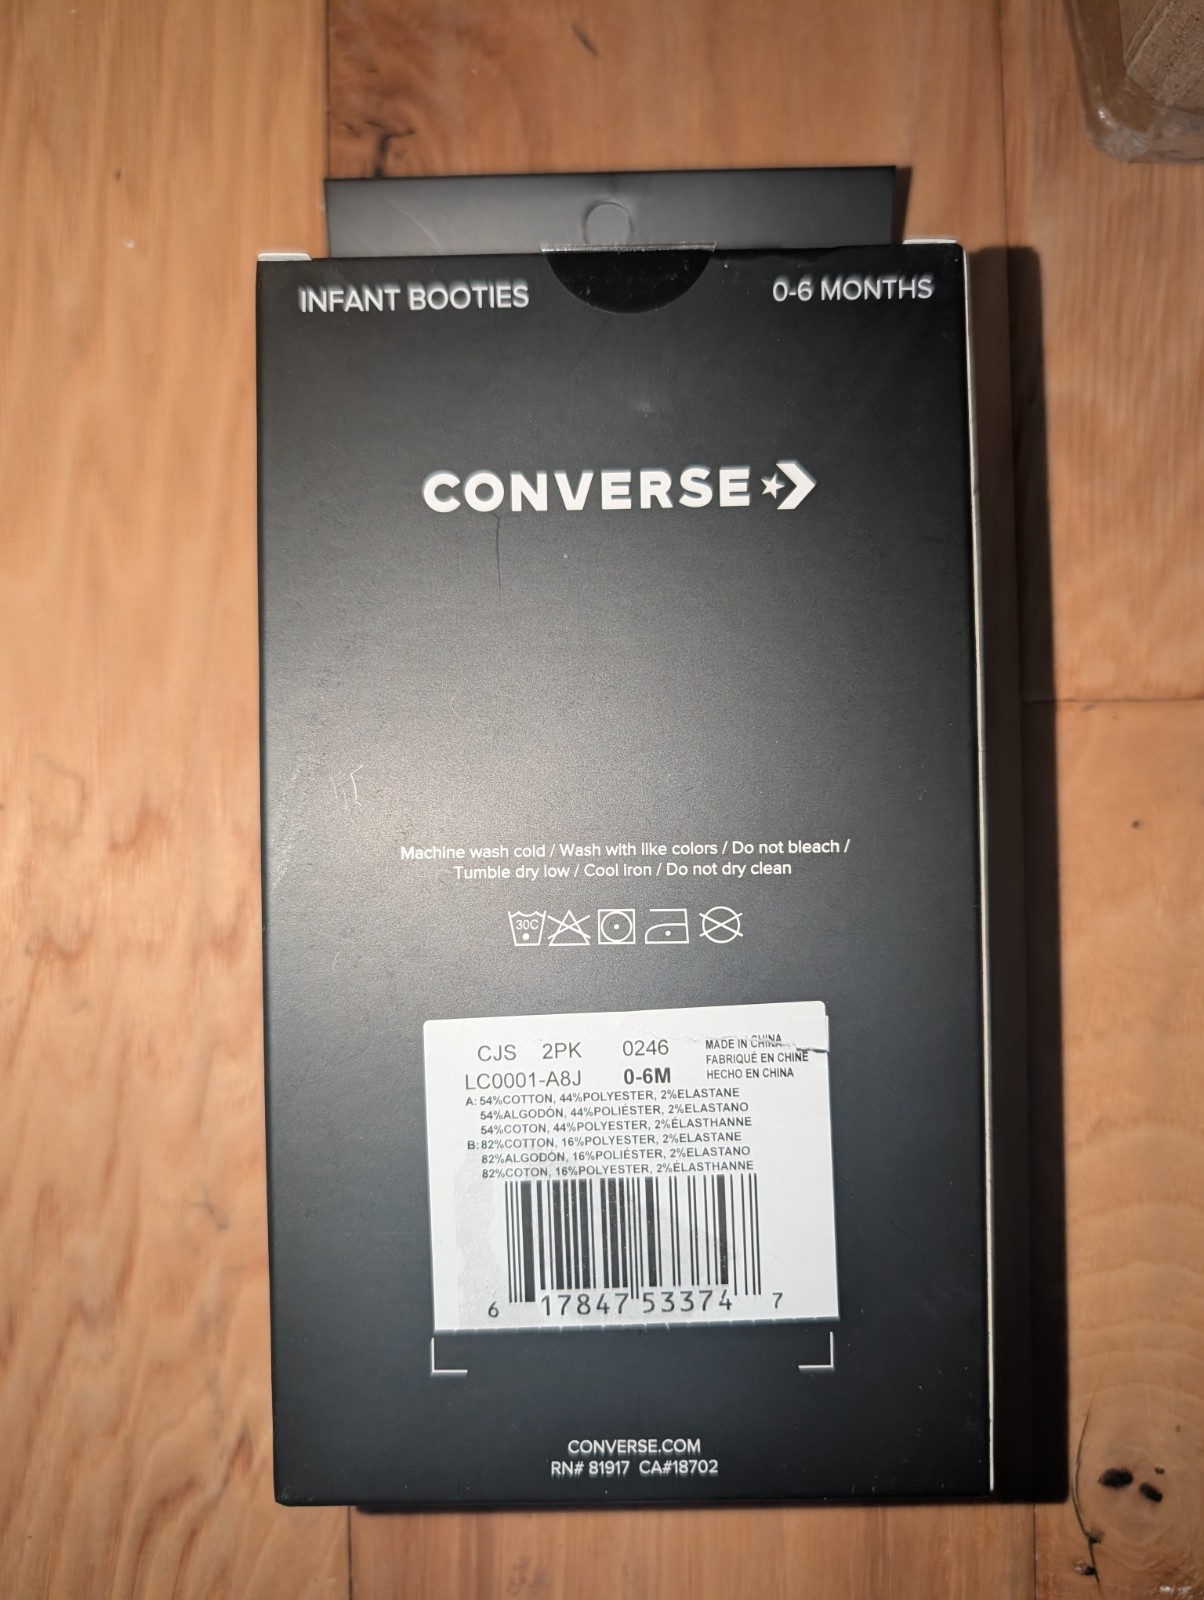 INFANT BOOTIES 0-6 MONTHS
CONVERSE
Machine wash cold / Wash with like colors / Do not bleach /
Tumble dry low / Cool iron / Do not dry clean
30C
CJS 2PK 0246 MADE IN CHINA
FABRIQUÉ EN CHINE
LC0001-A8J 0-6M HECHO EN CHINA
A: 54%COTTON, 44%POLYESTER, 2%ELASTANE
54%ALGODÓN, 44%POLIÉSTER, 2%ELASTANO
54%COTON, 44%POLYESTER, 2%ÉLASTHANNE
B: 82%COTTON, 16%POLYESTER, 2%ELASTANE
82%ALGODÓN, 16%POLIÉSTER, 2%ELASTANO
82%COTON, 16%POLYESTER, 2%ÉLASTHANNE
6 17847 53374 7
CONVERSE.COM
RN# 81917 CA#18702